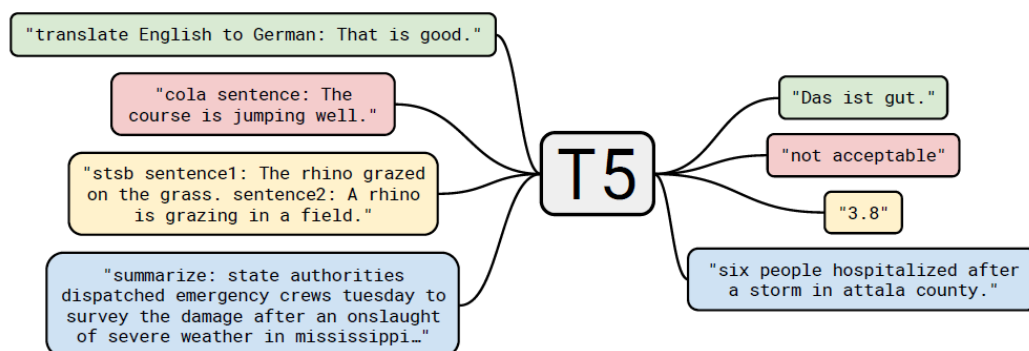 "translate English to German: That is good."
"cola sentence: The
course is jumping well."
"stsb sentence1: The rhino grazed
on the grass. sentence2: A rhino
is grazing in a field."
"summarize: state authorities
dispatched emergency crews tuesday to
survey the damage after an onslaught
of severe weather in mississippi…"
T5
"Das ist gut."
"not acceptable"
"3.8"
"six people hospitalized after
a storm in attala county."